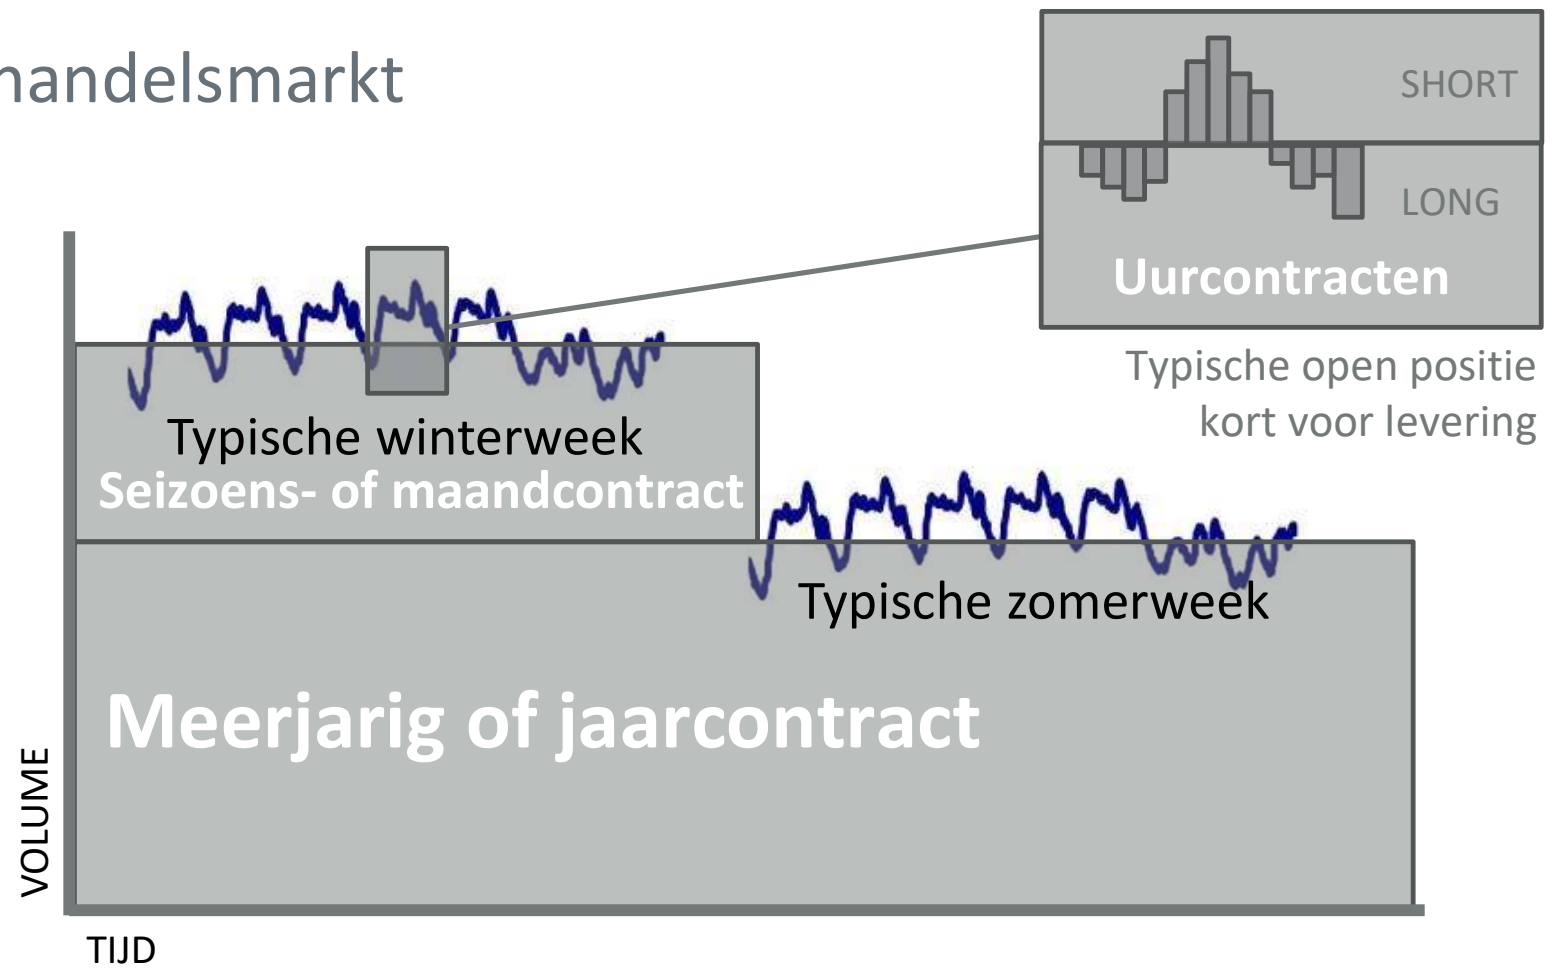 handelsmarkt
SHORT
LONG
Uurcontracten
Typische open positie
kort voor levering
Typische winterweek
Seizoens- of maandcontract
Typische zomerweek
Meerjarig of jaarcontract
VOLUME
TIJD